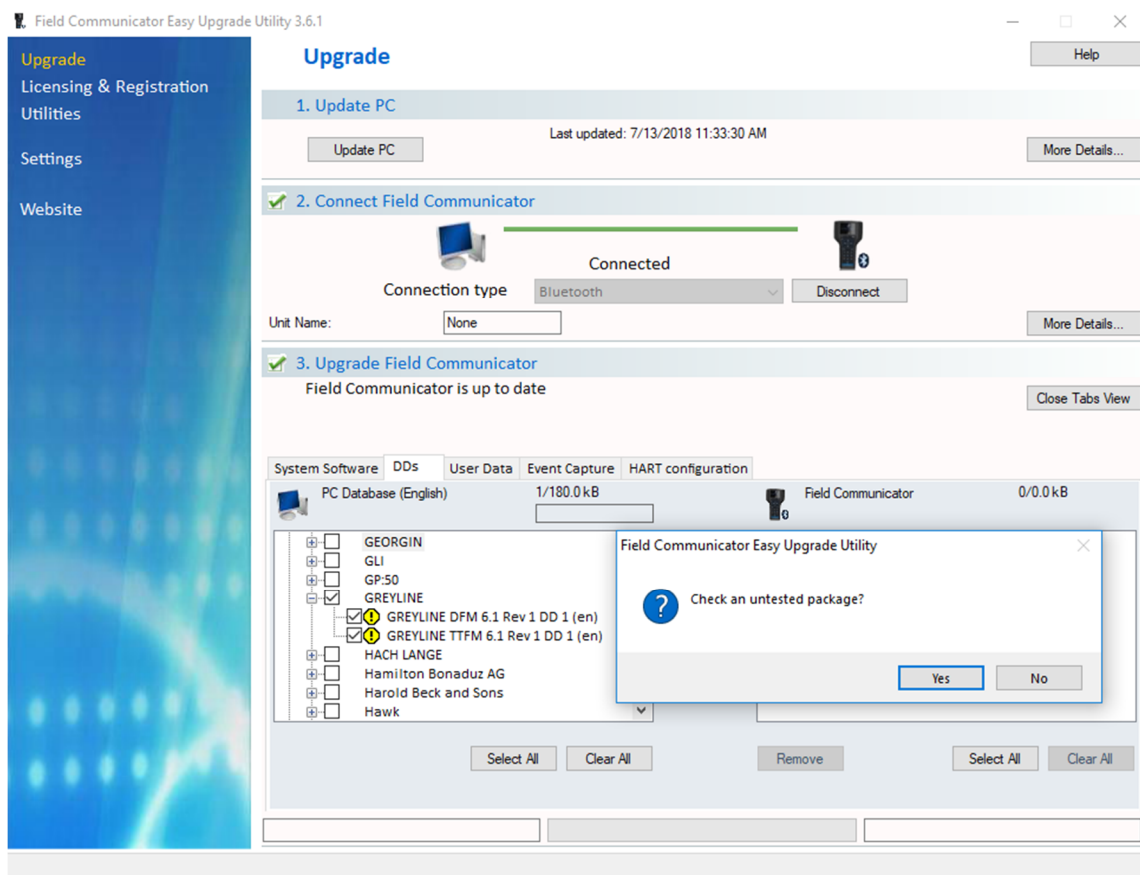 Field Communicator Easy Upgrade Utility 3.6.1
Upgrade
Licensing & Registration
Utilities
Settings
Website
Upgrade
Help
1. Update PC
Last updated: 7/13/2018 11:33:30 AM
Update PC
More Details...
2. Connect Field Communicator
Connected
Connection type
Bluetooth
Disconnect
Unit Name:
None
More Details...
3. Upgrade Field Communicator
Field Communicator is up to date
Close Tabs View
System Software DDs User Data Event Capture HART configuration
PC Database (English) 1/180.0 kB
Field Communicator 0/0.0 kB
GEORGIN
GLI
GP:50
GREYLINE
GREYLINE DFM 6.1 Rev 1 DD 1 (en)
GREYLINE TTFM 6.1 Rev 1 DD 1 (en)
HACH LANGE
Hamilton Bonaduz AG
Harold Beck and Sons
Hawk
Field Communicator Easy Upgrade Utility
Check an untested package?
Yes No
Select All Clear All
Remove Select All Clear All